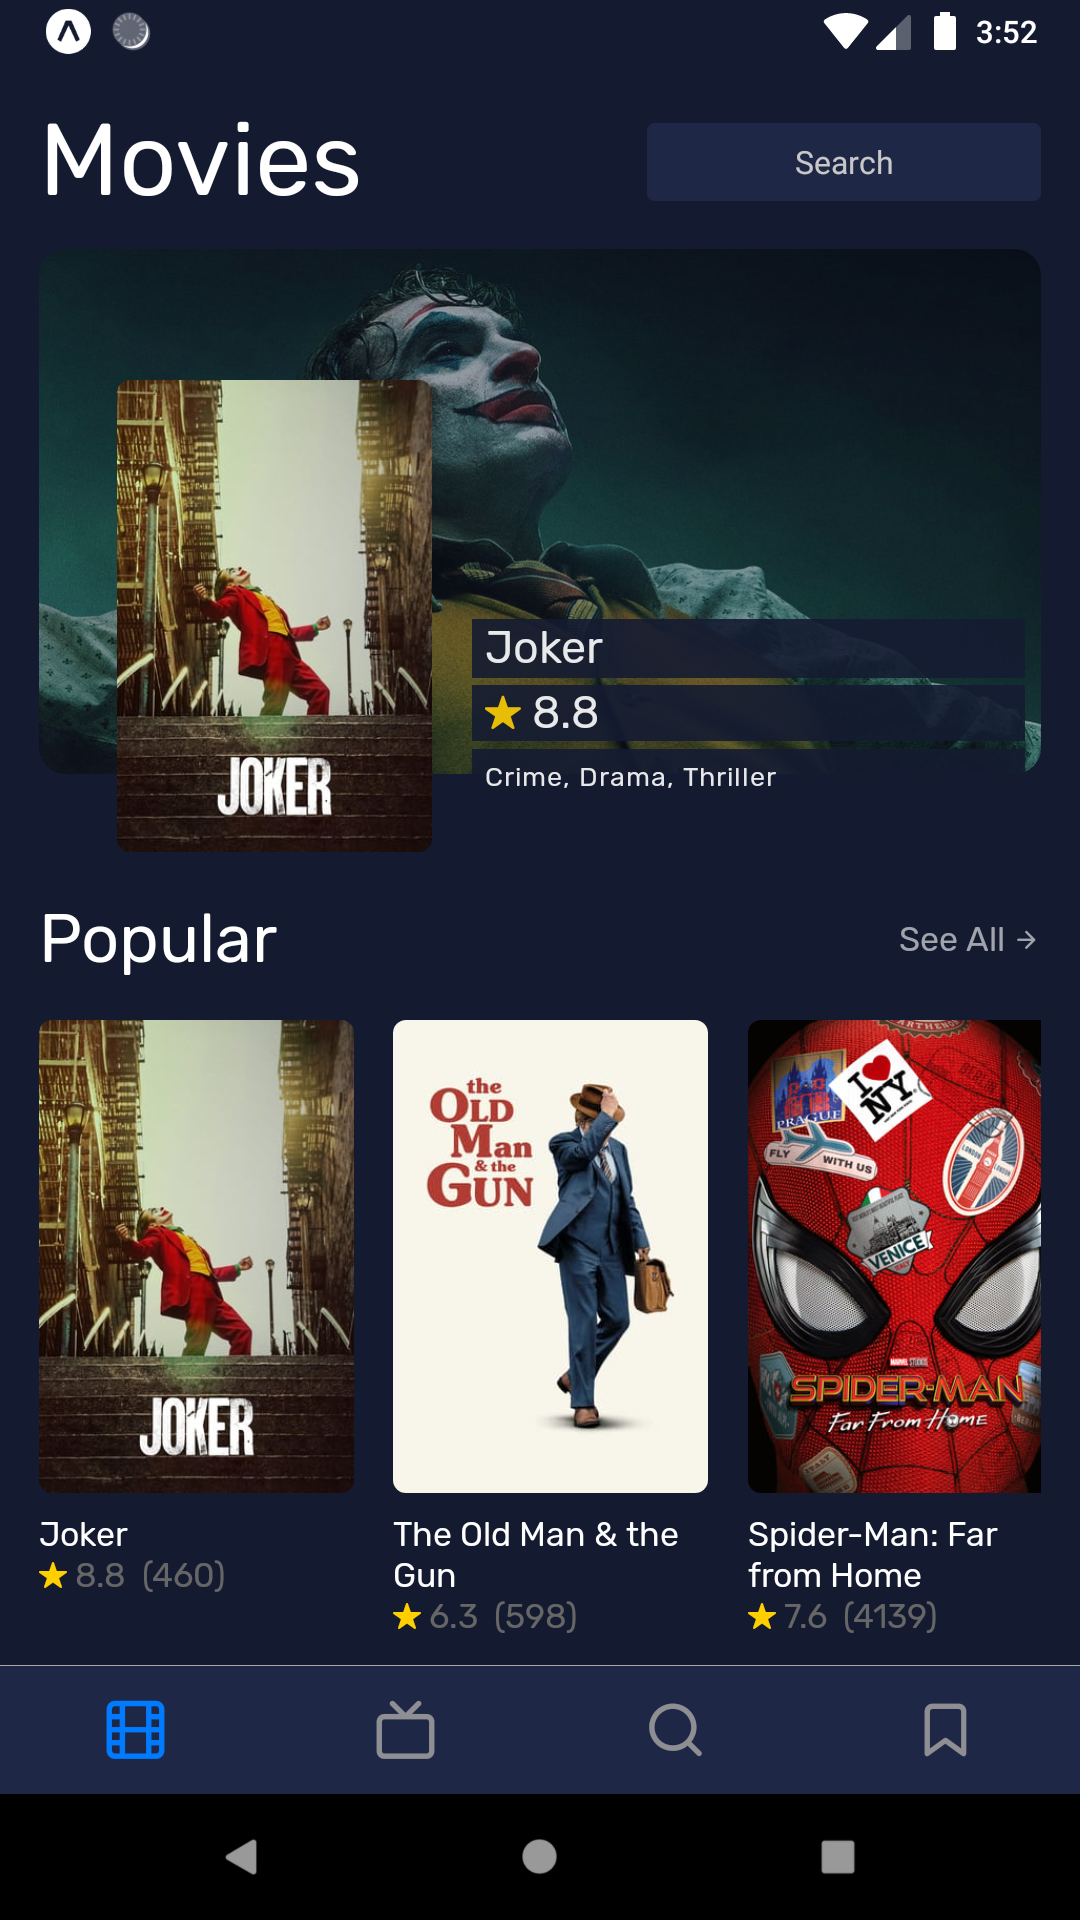 3:52
Movies
Search
JOKER
Joker
8.8
Crime, Drama, Thriller
Popular
See All
JOKER
the
OLD
Man
& the
GUN
I
NY
PRAGUE
FLY WITH US
LONDON LONDON
VENICE
ITALY
MARVEL STUDIOS
SPIDER-MAN
Far From Home
Joker
8.8 (460)
The Old Man & the
Gun
6.3 (598)
Spider-Man: Far
from Home
7.6 (4139)